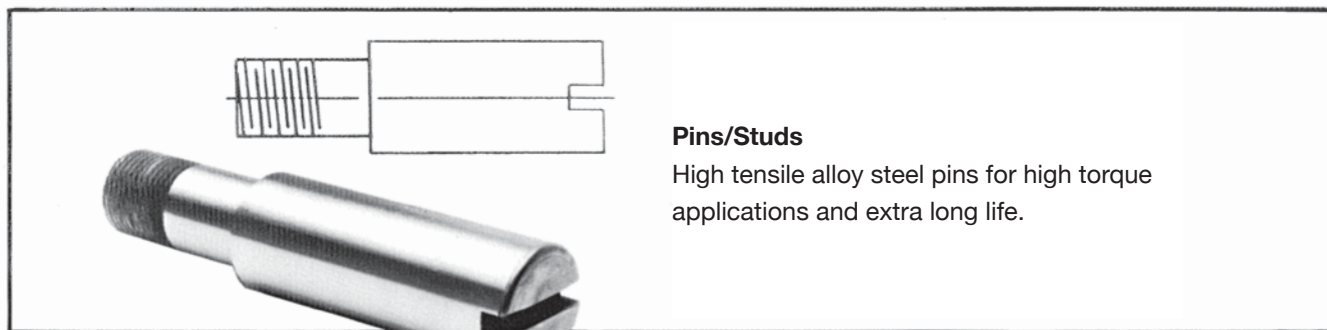 Pins/Studs
High tensile alloy steel pins for high torque
applications and extra long life.